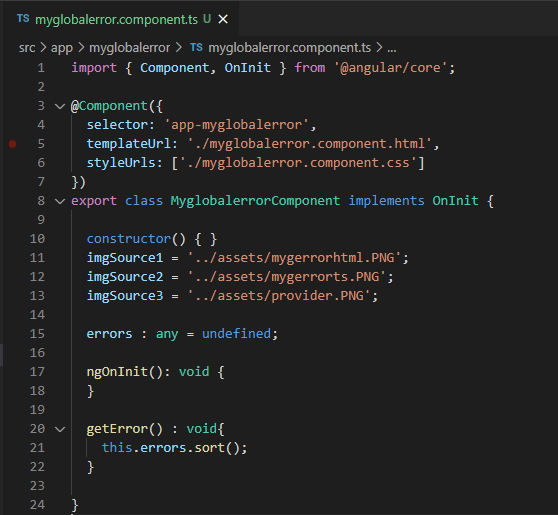 TS myglobalerror.component.ts U ×
src > app > myglobalerror > TS myglobalerror.component.ts > ...
1 import { Component, OnInit } from '@angular/core';
2
3 @Component({
4   selector: 'app-myglobalerror',
5   templateUrl: './myglobalerror.component.html',
6   styleUrls: ['./myglobalerror.component.css']
7 })
8 export class MyglobalerrorComponent implements OnInit {
9
10   constructor() { }
11   imgSource1 = '../assets/mygerrorhtml.PNG';
12   imgSource2 = '../assets/mygerrorts.PNG';
13   imgSource3 = '../assets/provider.PNG';
14
15   errors : any = undefined;
16
17   ngOnInit(): void {
18   }
19
20   getError() : void{
21     this.errors.sort();
22   }
23
24 }